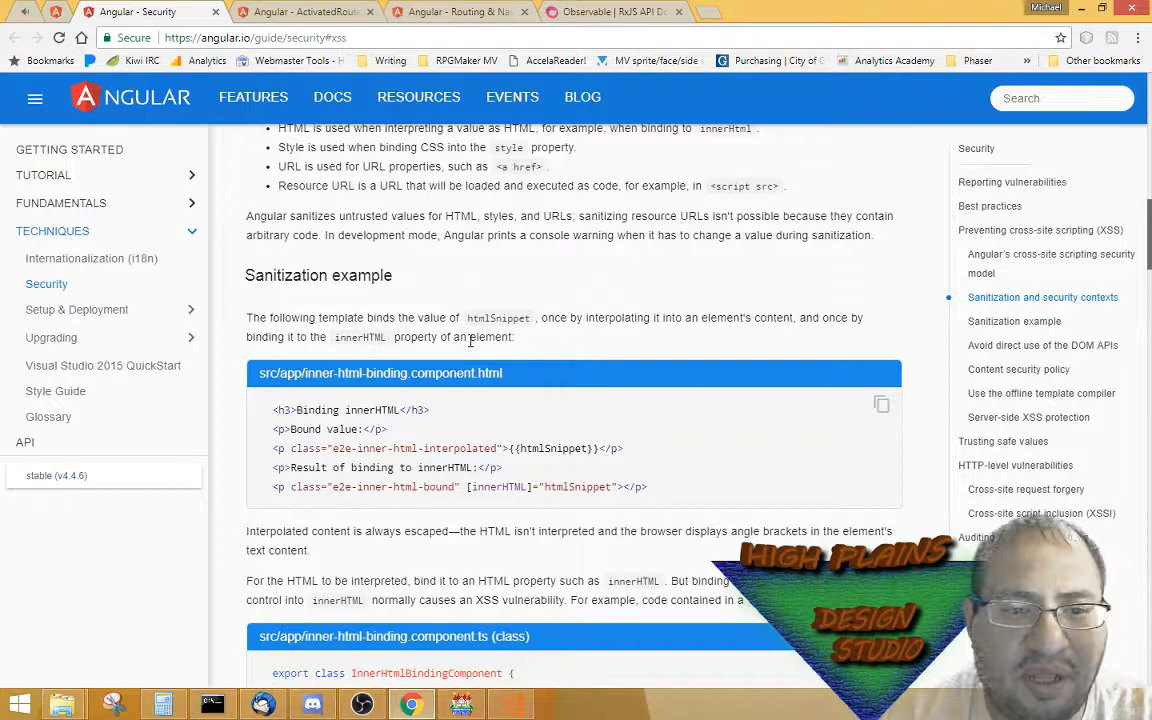 Michael
Angular - Security
Angular - ActivatedRoute
Angular - Routing & Na
Observable | RxJS API Do
Secure
https://angular.io/guide/security#xss
Bookmarks
Kiwi IRC
Analytics
Webmaster Tools - H
Writing
RPGMaker MV
AccelaReader!
MV sprite/face/side
Purchasing | City of G
Analytics Academy
Phaser
»
Other bookmarks
ANGULAR
FEATURES
DOCS
RESOURCES
EVENTS
BLOG
Search
GETTING STARTED
TUTORIAL
FUNDAMENTALS
TECHNIQUES
Internationalization (i18n)
Security
Setup & Deployment
Upgrading
Visual Studio 2015 QuickStart
Style Guide
Glossary
API
stable (v4.4.6)
HTML is used when interpreting a value as HTML, for example, when binding to innerHtml.
Style is used when binding CSS into the style property.
URL is used for URL properties, such as <a href>.
Resource URL is a URL that will be loaded and executed as code, for example, in <script src>.
Angular sanitizes untrusted values for HTML, styles, and URLs; sanitizing resource URLs isn't possible because they contain
arbitrary code. In development mode, Angular prints a console warning when it has to change a value during sanitization.
Sanitization example
The following template binds the value of htmlSnippet, once by interpolating it into an element's content, and once by
binding it to the innerHTML property of an element:
src/app/inner-html-binding.component.html
<h3>Binding innerHTML</h3>
<p>Bound value:</p>
<p class="e2e-inner-html-interpolated">{{htmlSnippet}}</p>
<p>Result of binding to innerHTML:</p>
<p class="e2e-inner-html-bound" [innerHTML]="htmlSnippet"></p>
Interpolated content is always escaped—the HTML isn't interpreted and the browser displays angle brackets in the element's
text content.
For the HTML to be interpreted, bind it to an HTML property such as innerHTML. But binding
control into innerHTML normally causes an XSS vulnerability. For example, code contained in a
src/app/inner-html-binding.component.ts (class)
export class InnerHtmlBindingComponent {
Security
Reporting vulnerabilities
Best practices
Preventing cross-site scripting (XSS)
Angular's cross-site scripting security
model
Sanitization and security contexts
Sanitization example
Avoid direct use of the DOM APIs
Content security policy
Use the offline template compiler
Server-side XSS protection
Trusting safe values
HTTP-level vulnerabilities
Cross-site request forgery
Cross-site script inclusion (XSSI)
Auditing
HIGH PLAINS
DESIGN
STUDIO